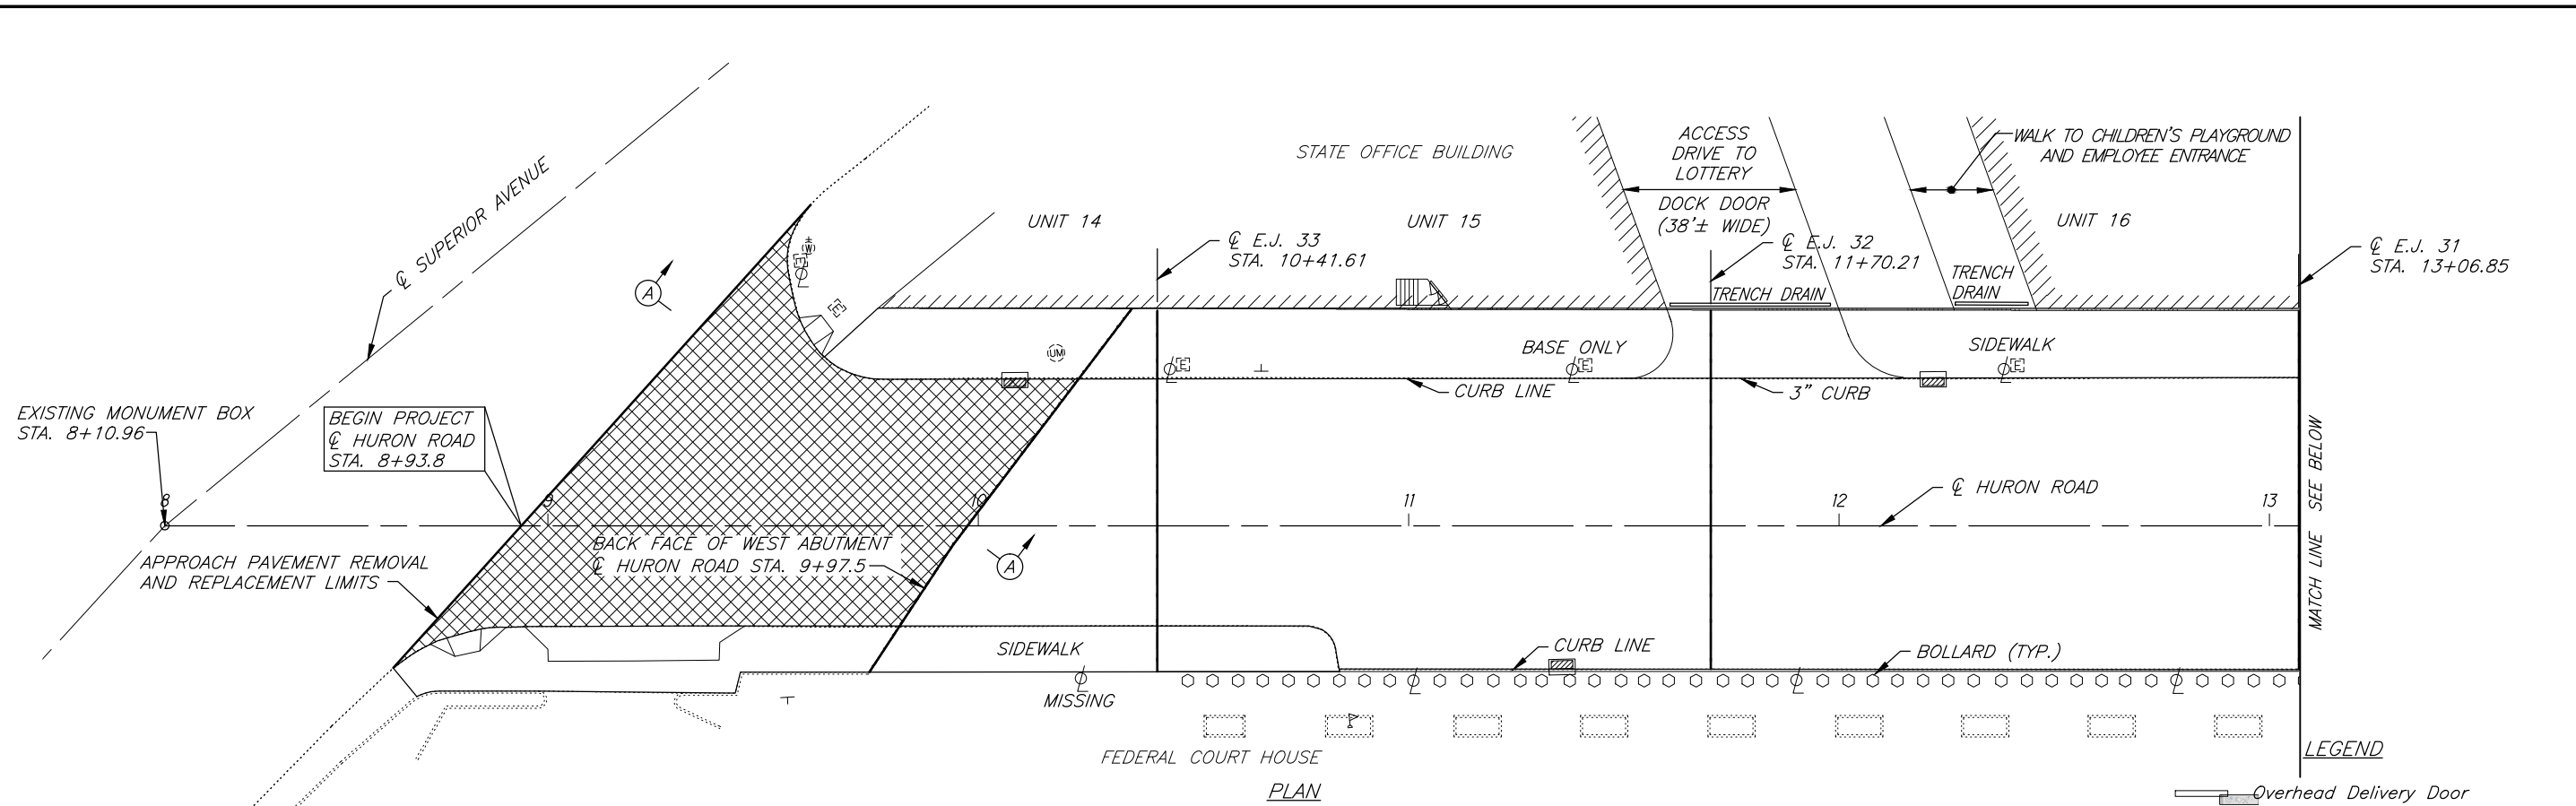 ℄ SUPERIOR AVENUE
STATE OFFICE BUILDING
ACCESS
DRIVE TO
LOTTERY
DOCK DOOR
(38'± WIDE)
WALK TO CHILDREN'S PLAYGROUND
AND EMPLOYEE ENTRANCE
UNIT 14
UNIT 15
UNIT 16
℄ E.J. 33
STA. 10+41.61
℄ E.J. 32
STA. 11+70.21
℄ E.J. 31
STA. 13+06.85
TRENCH DRAIN
TRENCH
DRAIN
A
W
E
E
UM
E
E
E
BASE ONLY
SIDEWALK
CURB LINE
3" CURB
EXISTING MONUMENT BOX
STA. 8+10.96
BEGIN PROJECT
℄ HURON ROAD
STA. 8+93.8
8
9
10
11
12
13
℄ HURON ROAD
MATCH LINE SEE BELOW
APPROACH PAVEMENT REMOVAL
AND REPLACEMENT LIMITS
BACK FACE OF WEST ABUTMENT
℄ HURON ROAD STA. 9+97.5
A
SIDEWALK
CURB LINE
BOLLARD (TYP.)
MISSING
FEDERAL COURT HOUSE
PLAN
LEGEND
Overhead Delivery Door